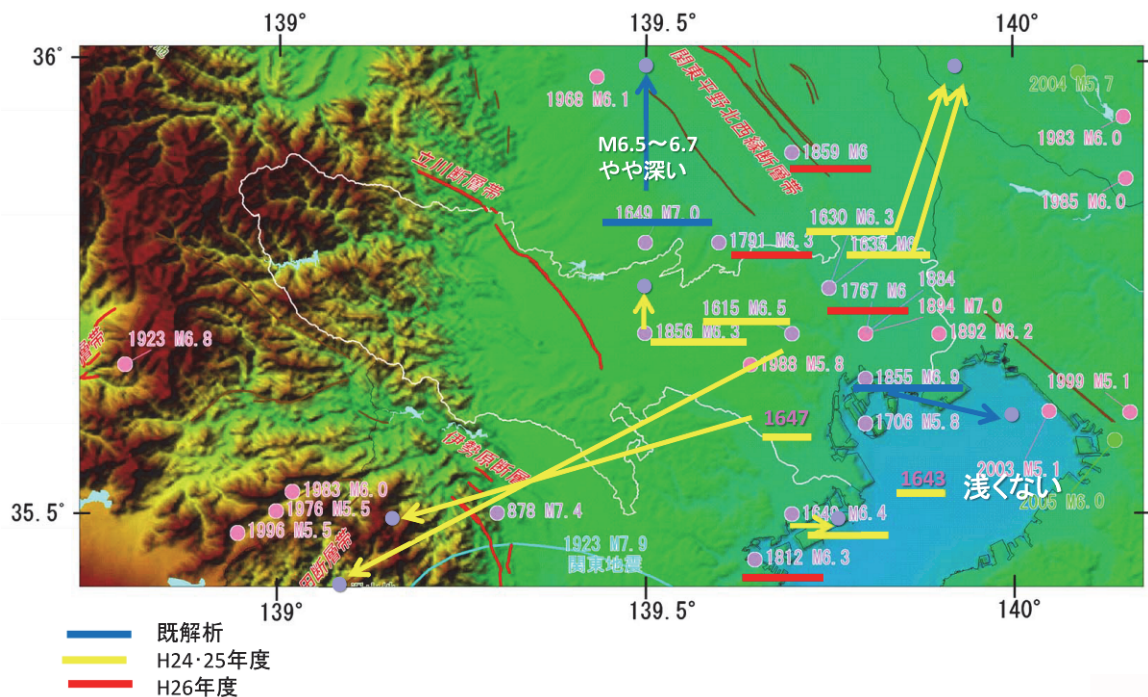 139°
139.5°
140°
36°
2004 M5.7
1968 M6.1
1983 M6.0
関東平野北西縁断層帯
M6.5～6.7
やや深い
1859 M6
立川断層帯
1985 M6.0
1649 M7.0
1630 M6.3
1791 M6.3
1635 M6
1884
1767 M6
1894 M7.0
1615 M6.5
1923 M6.8
1856 M6.3
1892 M6.2
層帯
1988 M5.8
1855 M6.9
1999 M5.1
1647
1706 M5.8
伊勢原断層
2003 M5.1
1643
浅くない
1983 M6.0
2005 M6.0
1976 M5.5
35.5°
878 M7.4
M6.4
1996 M5.5
1923 M7.9
関東地震
断層帯
1812 M6.3
139°
139.5°
140°
既解析
H24･25年度
H26年度